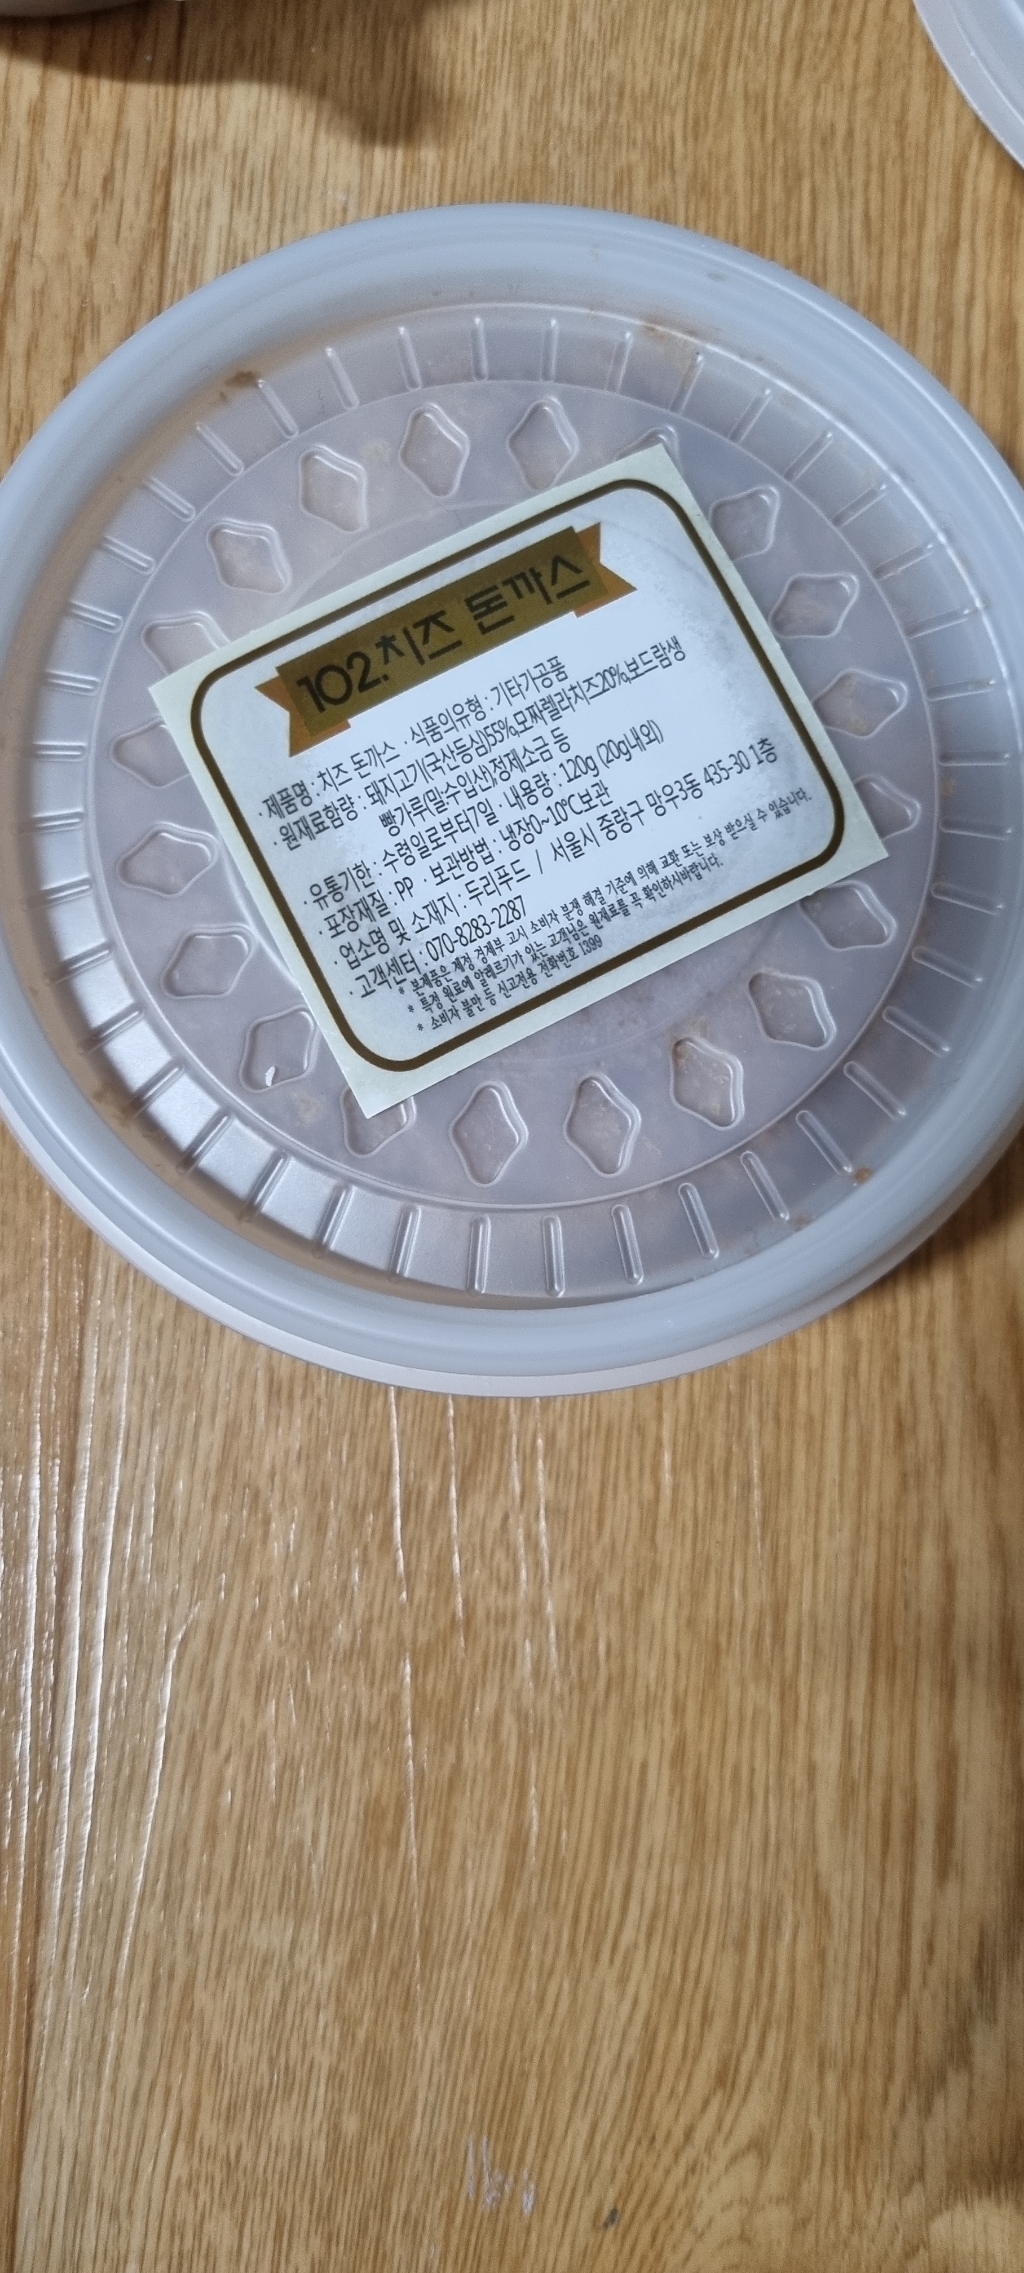 102.치즈 돈까스
· 제품명 : 치즈 돈까스 · 식품의유형 : 기타가공품
· 원재료함량 : 돼지고기(국산등심)55%,모짜렐라치즈20%,보드람생
빵가루(밀:수입산),정제소금 등
· 유통기한 : 수령일로부터7일 · 내용량 : 120g (20g내외)
· 포장재질 : PP · 보관방법 : 냉장0~10℃보관
· 업소명 및 소재지 : 두리푸드 / 서울시 중랑구 망우3동 435-30 1층
· 고객센터 : 070-8283-2287
* 본제품은 재정 경제부 고시 소비자 분쟁 해결 기준에 의해 교환 또는 보상 받으실 수 있습니다.
* 특정 원료에 알레르기가 있는 고객님은 원재료를 꼭 확인하시바랍니다.
* 소비자 불만 등 신고전용 전화번호 1399